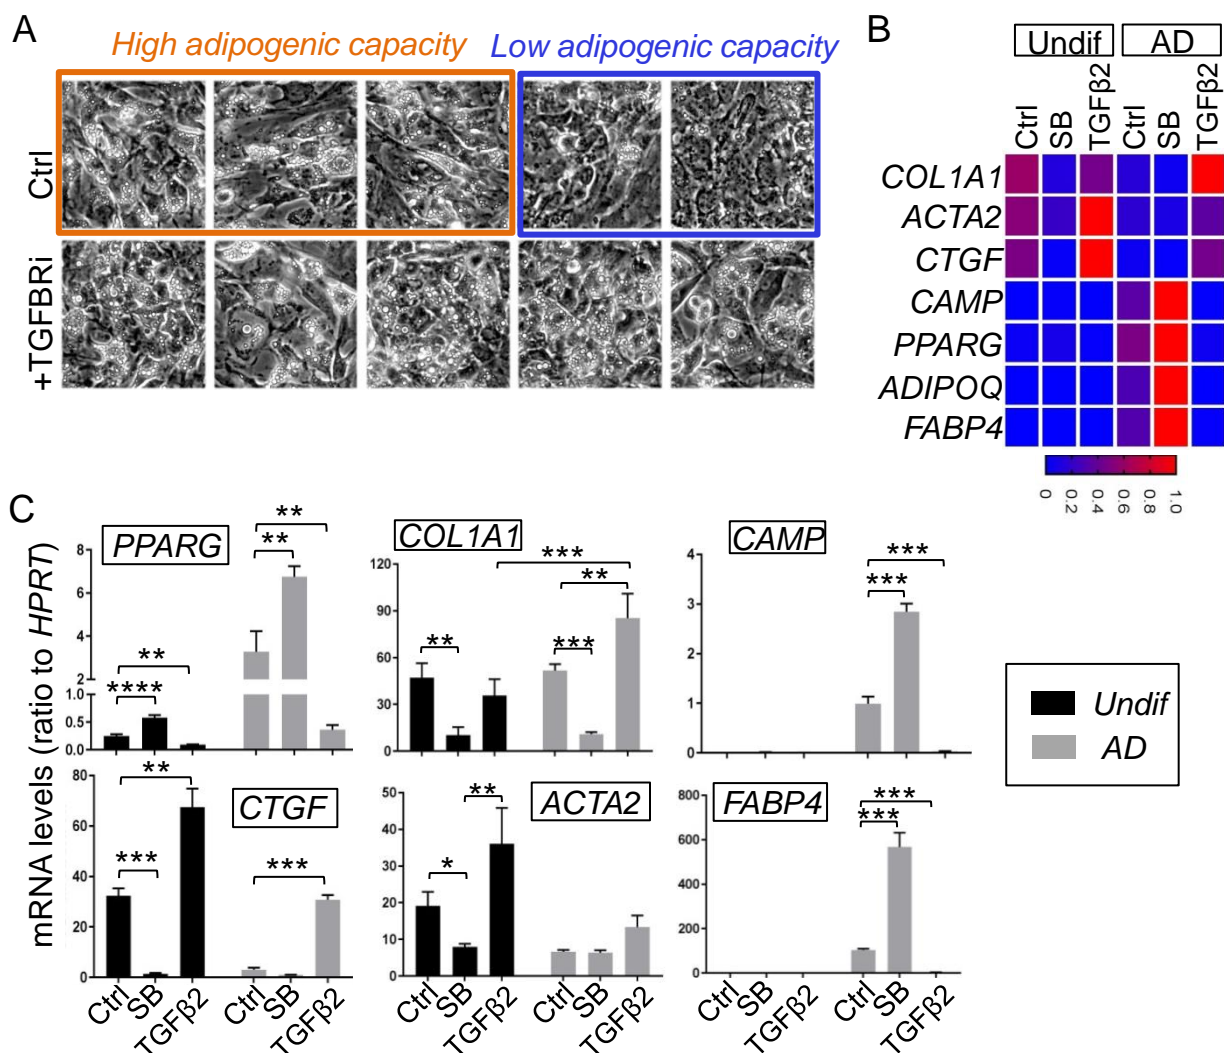 A
High adipogenic capacity
Low adipogenic capacity
Ctrl
+TGFBRi
B
Undif
AD
Ctrl
SB
TGFβ2
Ctrl
SB
TGFβ2
COL1A1
ACTA2
CTGF
CAMP
PPARG
ADIPOQ
FABP4
0
0.2
0.4
0.6
0.8
1.0
C
mRNA levels (ratio to HPRT)
PPARG
8
6
4
2
1.0
0.5
0.0
****
**
**
**
COL1A1
120
90
60
30
0
**
***
**
***
CAMP
4
3
2
1
0
***
***
Undif
AD
CTGF
80
60
40
20
0
***
**
***
Ctrl
SB
TGFβ2
Ctrl
SB
TGFβ2
ACTA2
50
40
30
20
10
0
*
**
Ctrl
SB
TGFβ2
Ctrl
SB
TGFβ2
FABP4
800
600
400
200
0
***
***
Ctrl
SB
TGFβ2
Ctrl
SB
TGFβ2